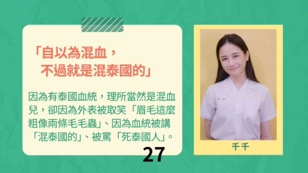 「自以為混血，
不過就是混泰國的」
因為有泰國血統，理所當然是混血
兒，卻因為外表被取笑「眉毛這麼
粗像兩條毛毛蟲」、因為血統被講
「混泰國的」、被罵「死泰國人」。
千千
27